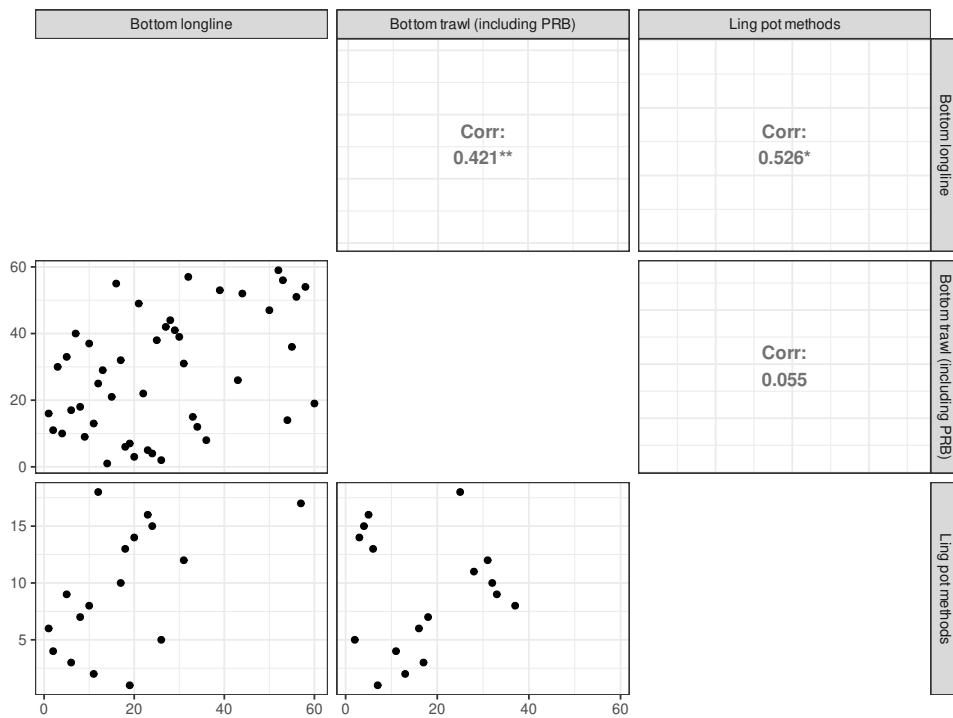 Bottom longline
Bottom trawl (including PRB)
Ling pot methods
Corr:
0.421**
Corr:
0.526*
Bottom longline
60
40
20
0
Corr:
0.055
Bottom trawl (including PRB)
15
10
5
Ling pot methods
0
20
40
60
0
20
40
60